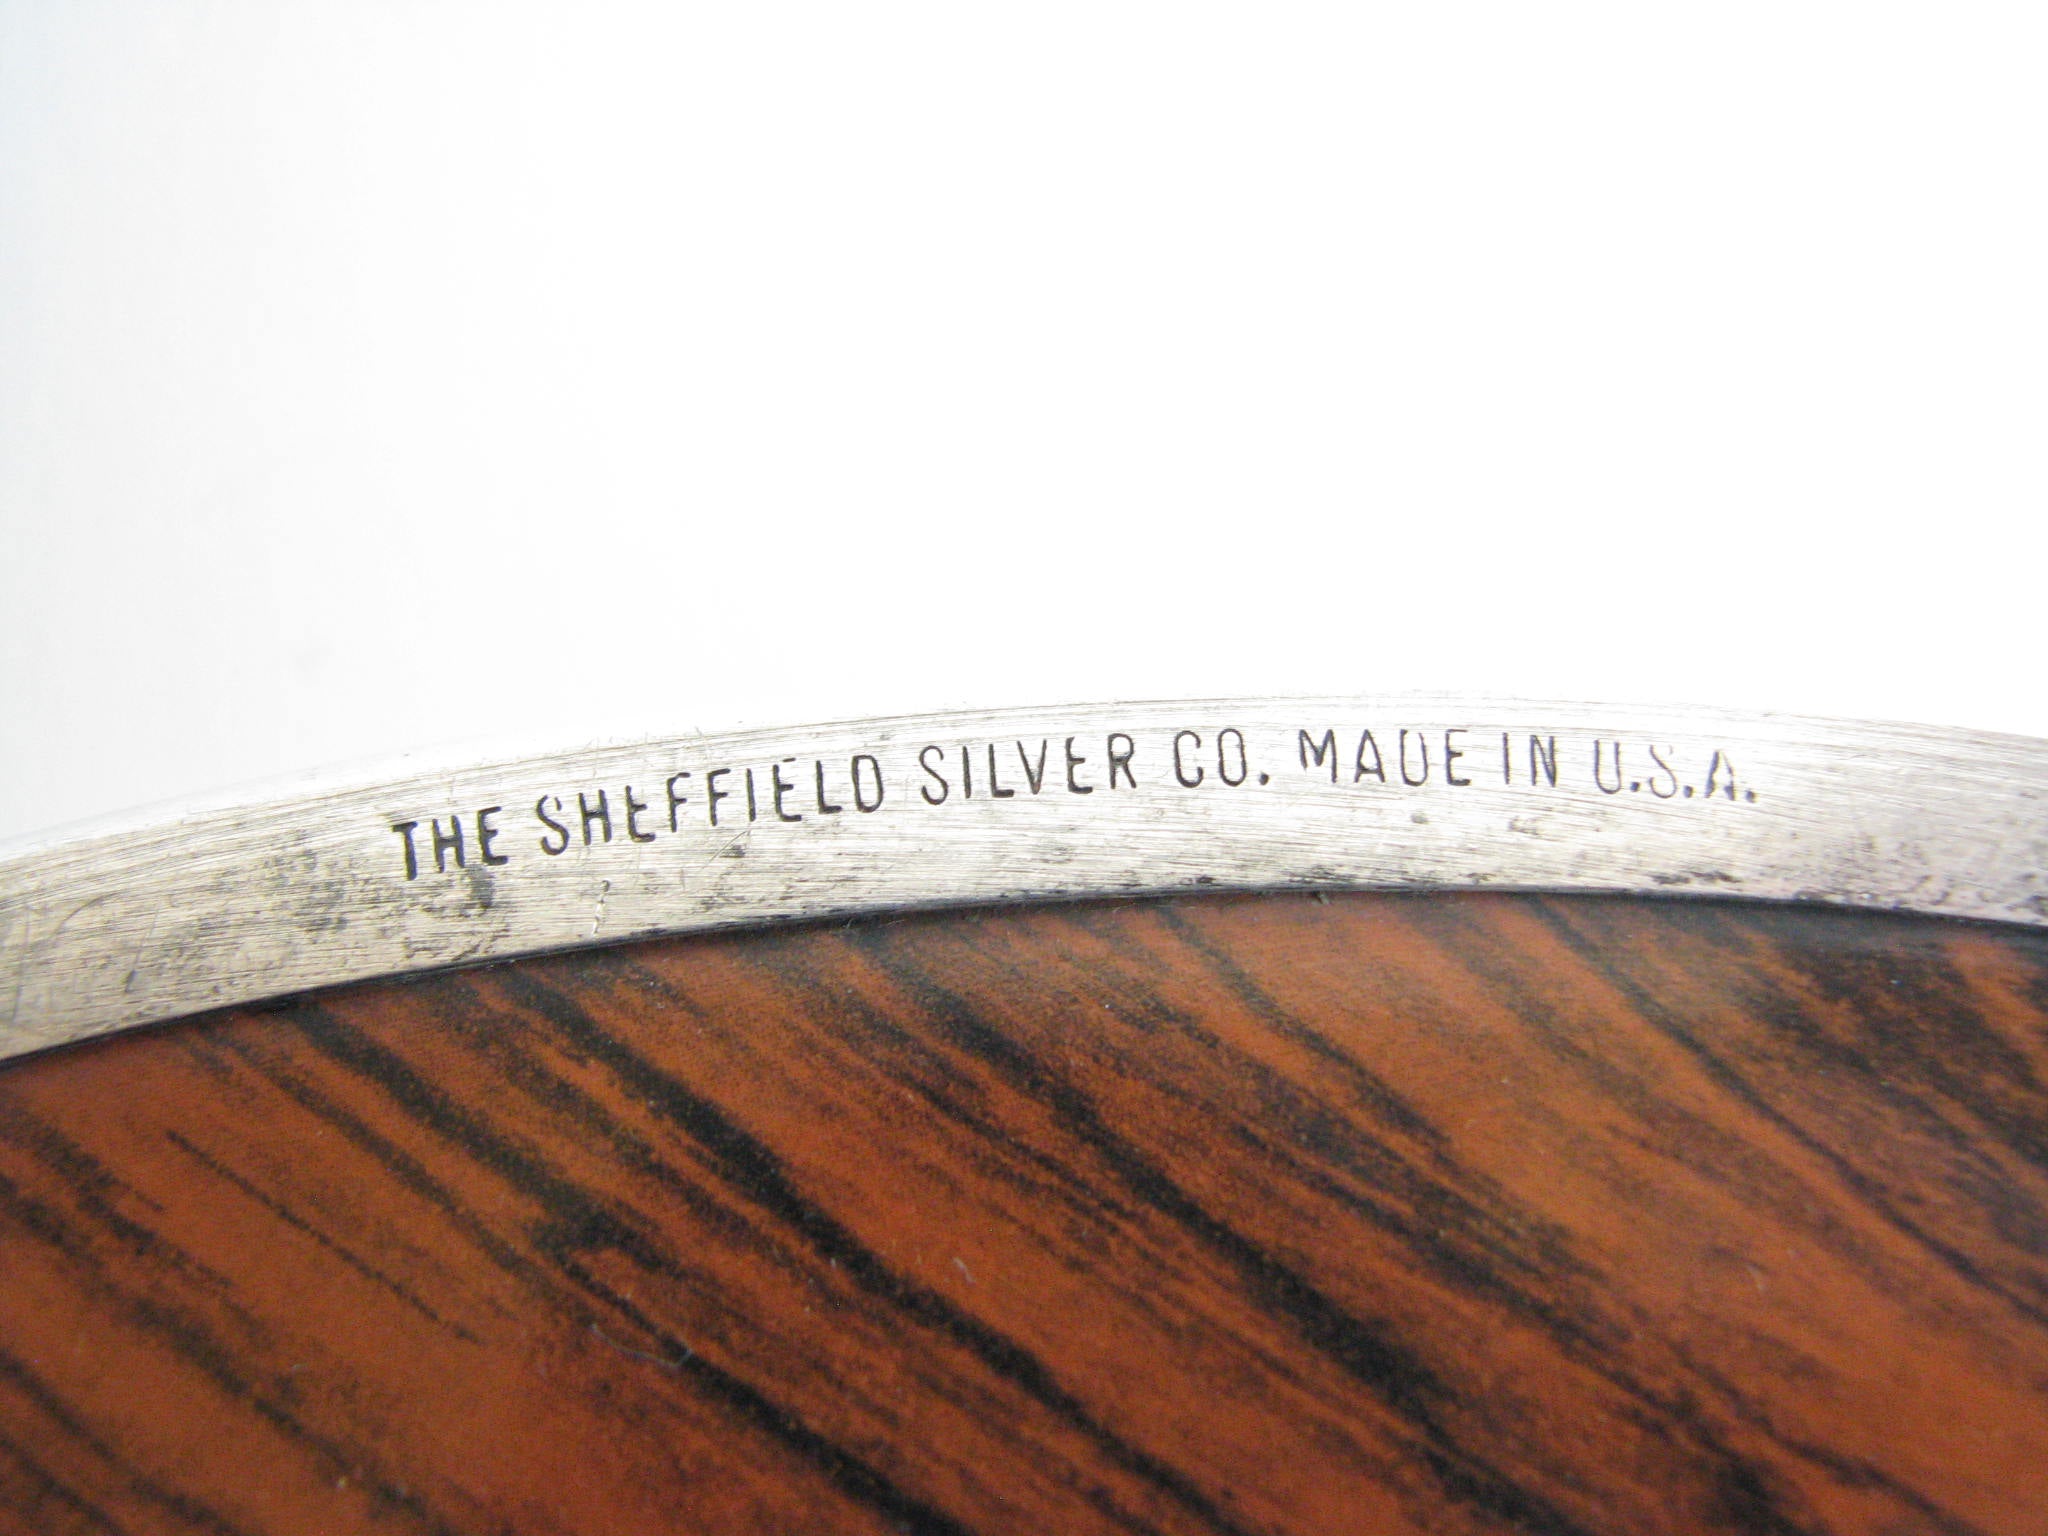 THE SHEFFIELD SILVER CO. MADE IN U.S.A.